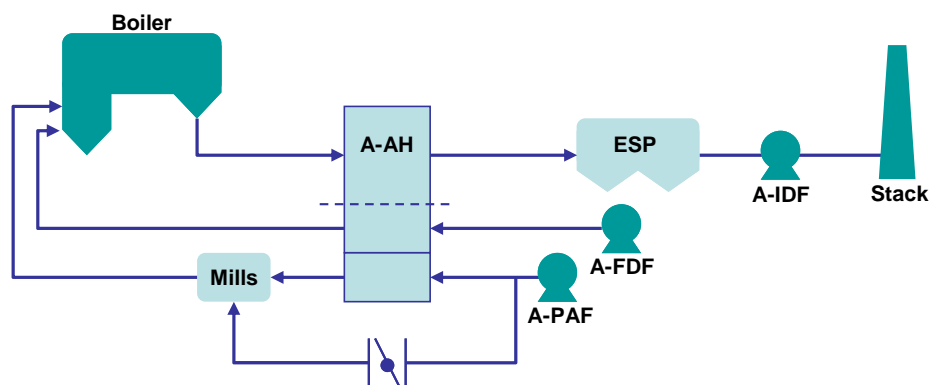 Boiler
A-AH
ESP
A-IDF
Stack
A-FDF
Mills
A-PAF